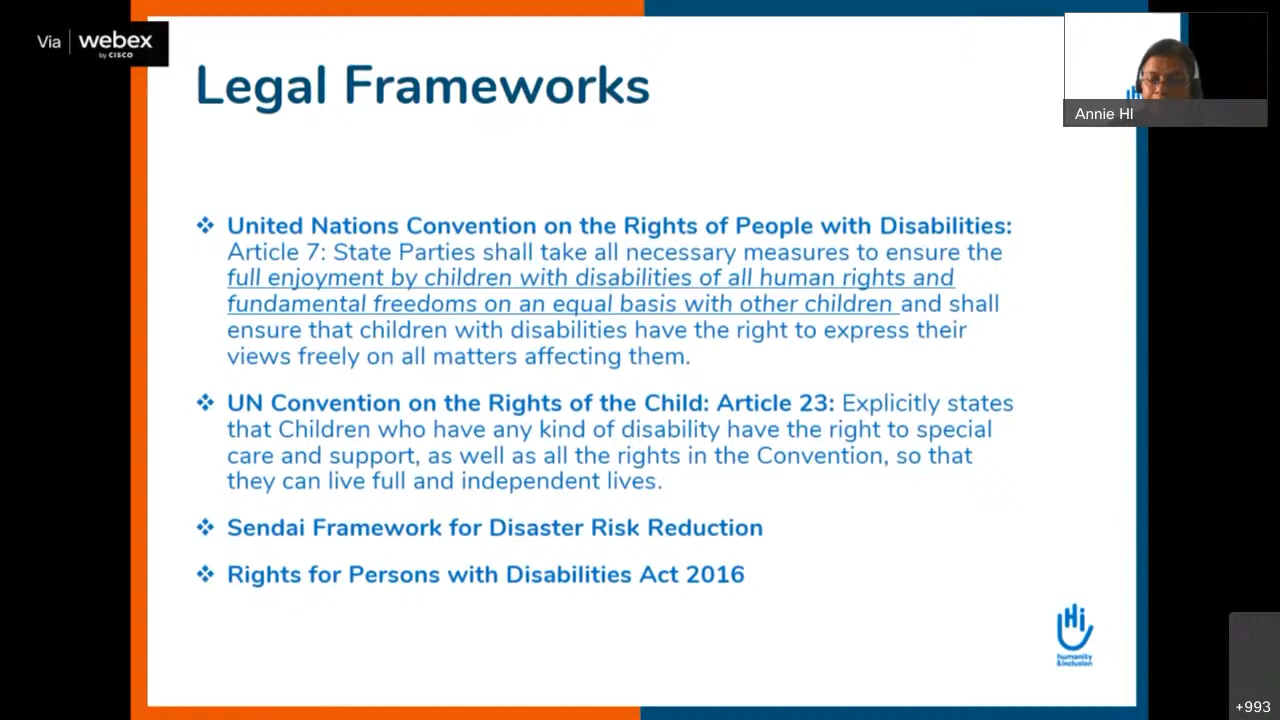 Via webex
by CISCO
Legal Frameworks
Annie HI
❖ United Nations Convention on the Rights of People with Disabilities:
Article 7: State Parties shall take all necessary measures to ensure the
full enjoyment by children with disabilities of all human rights and
fundamental freedoms on an equal basis with other children and shall
ensure that children with disabilities have the right to express their
views freely on all matters affecting them.
❖ UN Convention on the Rights of the Child: Article 23: Explicitly states
that Children who have any kind of disability have the right to special
care and support, as well as all the rights in the Convention, so that
they can live full and independent lives.
❖ Sendai Framework for Disaster Risk Reduction
❖ Rights for Persons with Disabilities Act 2016
Hi
humanity
&inclusion
+993